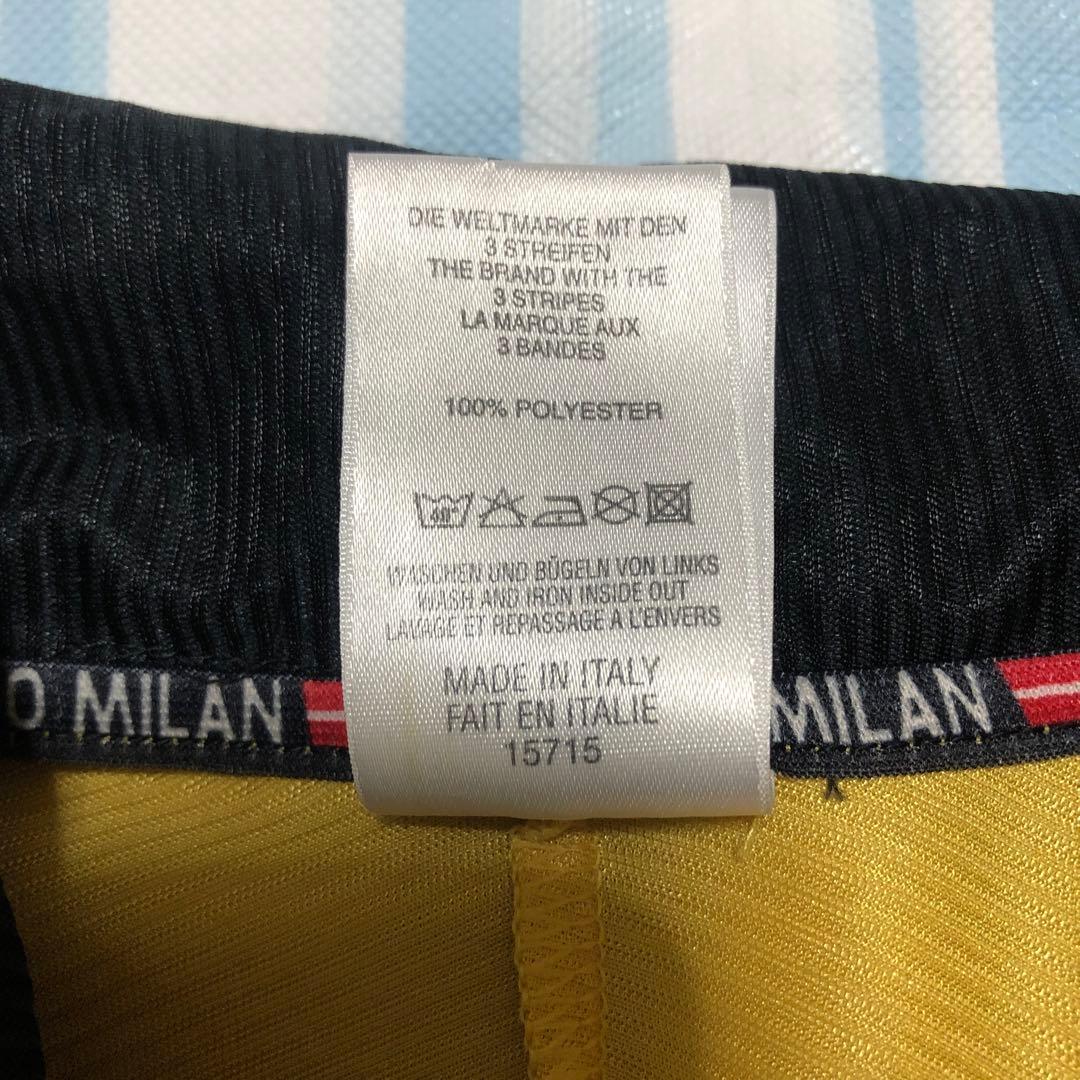 DIE WELTMARKE MIT DEN
3 STREIFEN
THE BRAND WITH THE
3 STRIPES
LA MARQUE AUX
3 BANDES
100% POLYESTER
40°
WASCHEN UND BÜGELN VON LINKS
WASH AND IRON INSIDE OUT
LAVAGE ET REPASSAGE A L'ENVERS
MADE IN ITALY
FAIT EN ITALIE
15715
O MILAN
MILAN